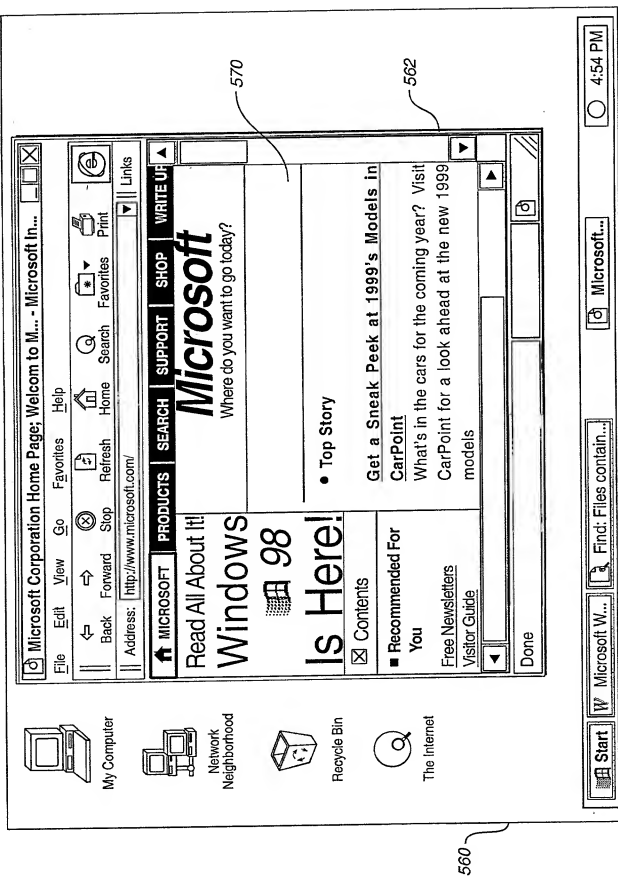 Microsoft Corporation Home Page; Welcom to M... - Microsoft In...
File Edit View Go Favorites Help
Back Forward Stop Refresh Home Search Favorites Print
Address: http://www.microsoft.com/ Links
MICROSOFT PRODUCTS SEARCH SUPPORT SHOP WRITE UP
Read All About It!
Windows
98
Is Here!
Contents
Recommended For
You
Free Newsletters
Visitor Guide
Microsoft
Where do you want to go today?
• Top Story
Get a Sneak Peek at 1999's Models in
CarPoint
What's in the cars for the coming year? Visit
CarPoint for a look ahead at the new 1999
models
Done
My Computer
Network
Neighborhood
Recycle Bin
The Internet
Start W Microsoft W... Find: Files contain... Microsoft... 4:54 PM
570
562
560